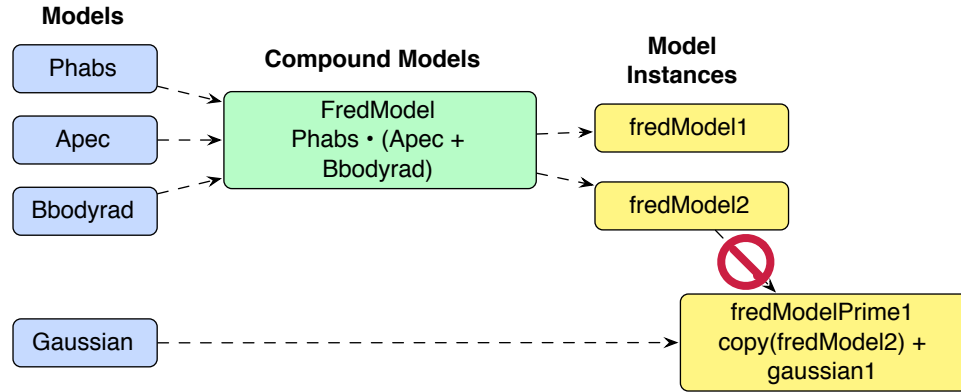 Models
Phabs
Apec
Bbodyrad
Gaussian
Compound Models
FredModel
Phabs • (Apec +
Bbodyrad)
Model
Instances
fredModel1
fredModel2
fredModelPrime1
copy(fredModel2) +
gaussian1